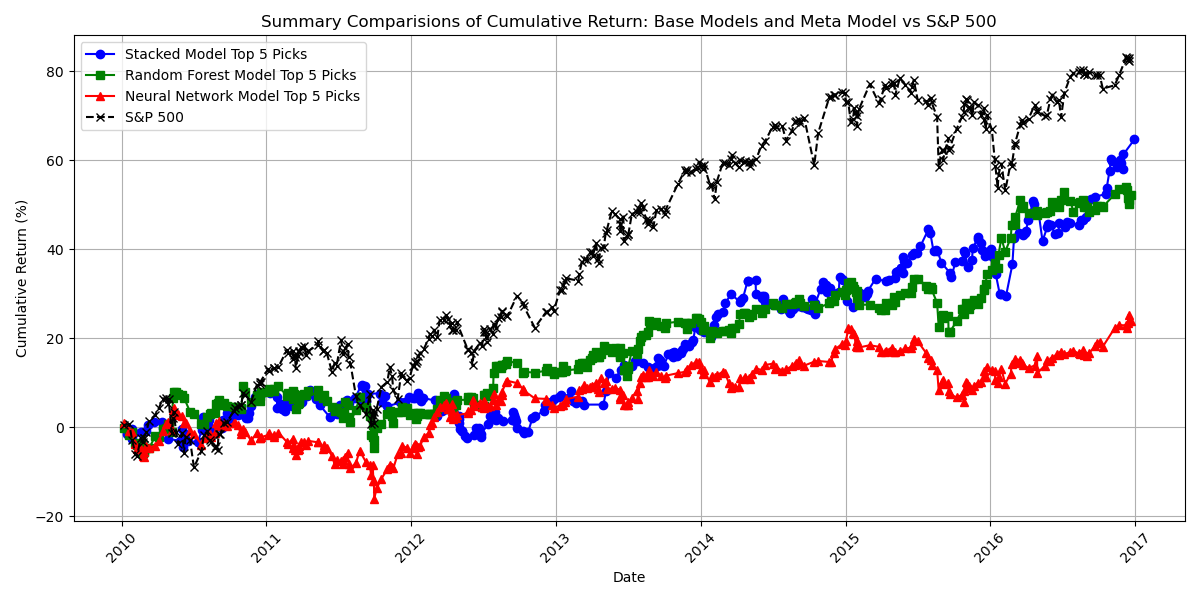 Summary Comparisions of Cumulative Return: Base Models and Meta Model vs S&P 500
Stacked Model Top 5 Picks
Random Forest Model Top 5 Picks
Neural Network Model Top 5 Picks
S&P 500
Cumulative Return (%)
80
60
40
20
0
−20
2010
2011
2012
2013
2014
2015
2016
2017
Date